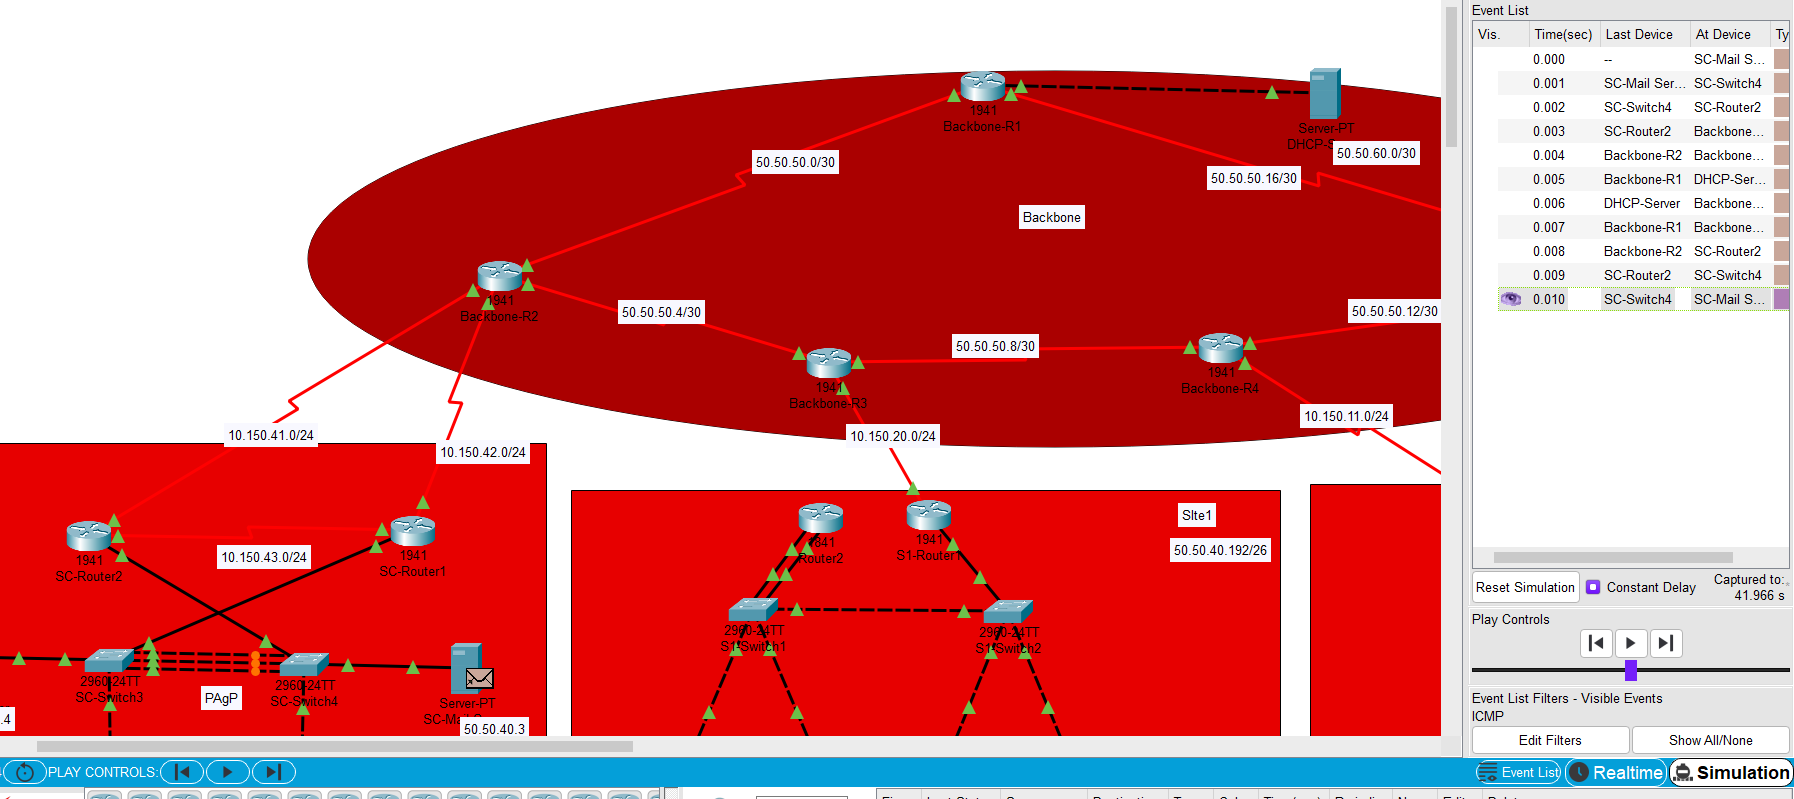 Event List
Vis. Time(sec) Last Device At Device Ty
0.000 -- SC-Mail S...
0.001 SC-Mail Ser... SC-Switch4
0.002 SC-Switch4 SC-Router2
0.003 SC-Router2 Backbone...
0.004 Backbone-R2 Backbone...
0.005 Backbone-R1 DHCP-Ser...
0.006 DHCP-Server Backbone...
0.007 Backbone-R1 Backbone...
0.008 Backbone-R2 SC-Router2
0.009 SC-Router2 SC-Switch4
0.010 SC-Switch4 SC-Mail S...
Reset Simulation Constant Delay Captured to:
41.966 s
Play Controls
Event List Filters - Visible Events
ICMP
Edit Filters Show All/None
1941
Backbone-R1
Server-PT
DHCP-S
50.50.60.0/30
50.50.50.0/30
50.50.50.16/30
Backbone
1941
Backbone-R2
50.50.50.4/30
50.50.50.12/30
50.50.50.8/30
1941
Backbone-R3
1941
Backbone-R4
10.150.41.0/24
10.150.42.0/24
10.150.20.0/24
10.150.11.0/24
1941
SC-Router2
10.150.43.0/24
1941
SC-Router1
SIte1
50.50.40.192/26
Router2
1941
S1-Router1
2960-24TT
S1-Switch1
2960-24TT
S1-Switch2
2960-24TT
SC-Switch3
PAgP
2960-24TT
SC-Switch4
Server-PT
SC-Mail
50.50.40.3
.4
PLAY CONTROLS:
Event List Realtime Simulation